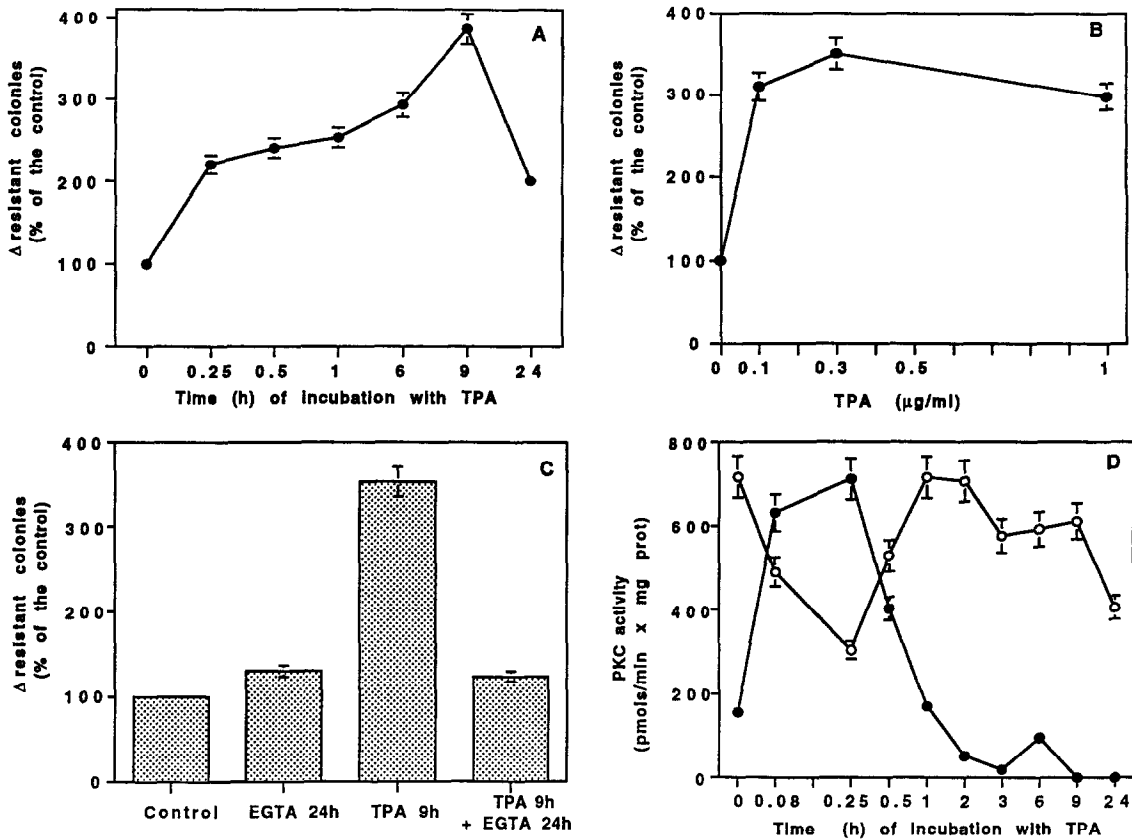 A
Δ resistant colonies
(% of the control)
400
300
200
100
0
0 0.25 0.5 1 6 9 24
Time (h) of incubation with TPA
B
Δ resistant colonies
(% of the control)
400
300
200
100
0
0 0.1 0.3 0.5 1
TPA (μg/ml)
C
Δ resistant colonies
(% of the control)
400
300
200
100
0
Control EGTA 24h TPA 9h TPA 9h
+ EGTA 24h
D
PKC activity
(pmols/min x mg prot)
800
600
400
200
0
0 0.08 0.25 0.5 1 2 3 6 9 24
Time (h) of incubation with TPA